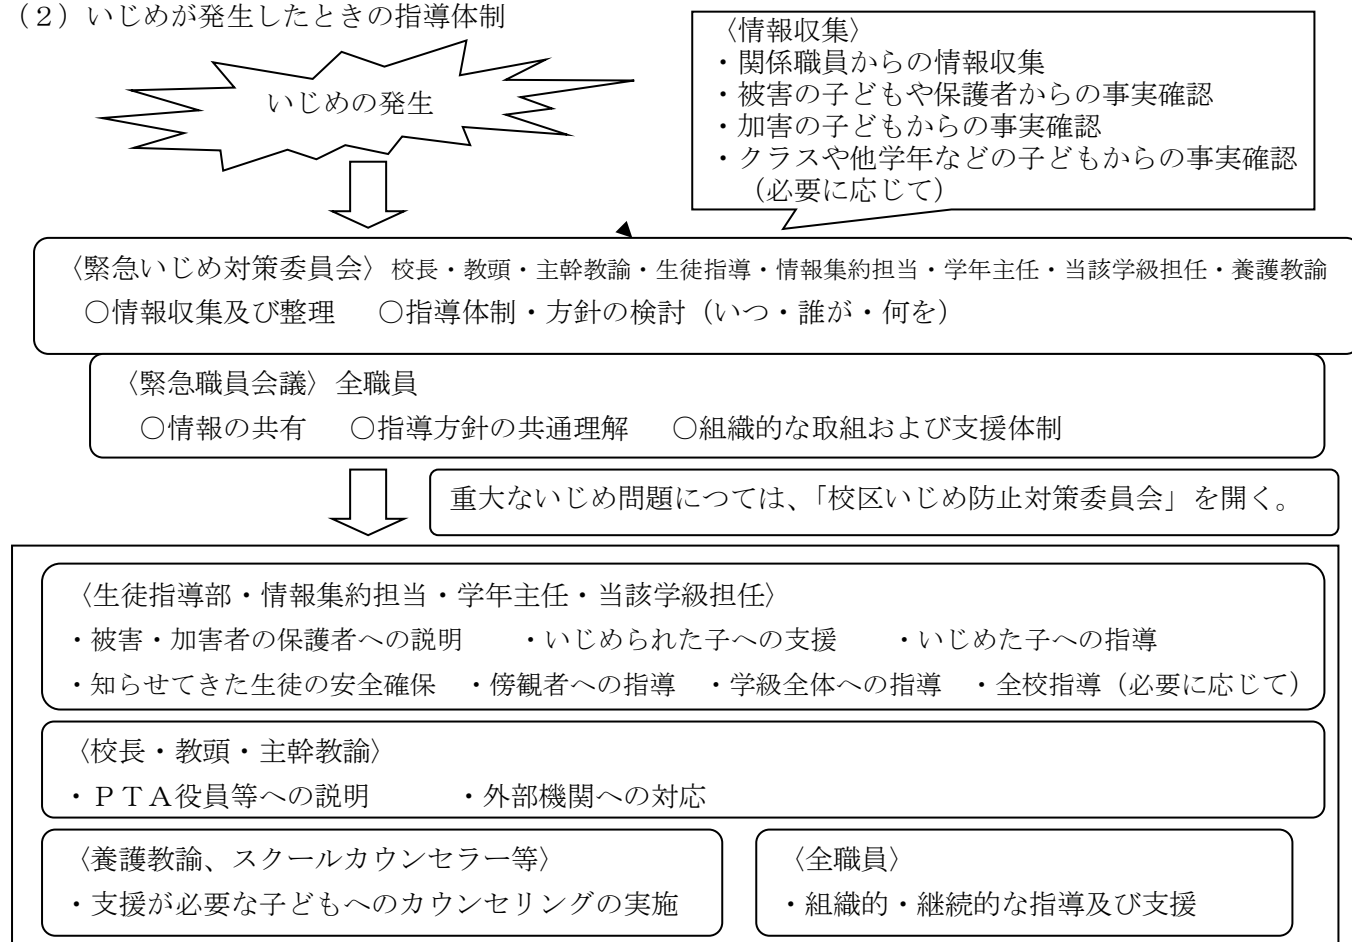 （２）いじめが発生したときの指導体制
いじめの発生
〈情報収集〉
・関係職員からの情報収集
・被害の子どもや保護者からの事実確認
・加害の子どもからの事実確認
・クラスや他学年などの子どもからの事実確認
（必要に応じて）
〈緊急いじめ対策委員会〉校長・教頭・主幹教諭・生徒指導・情報集約担当・学年主任・当該学級担任・養護教諭
○情報収集及び整理　○指導体制・方針の検討（いつ・誰が・何を）
〈緊急職員会議〉全職員
○情報の共有　○指導方針の共通理解　○組織的な取組および支援体制
重大ないじめ問題につては、「校区いじめ防止対策委員会」を開く。
〈生徒指導部・情報集約担当・学年主任・当該学級担任〉
・被害・加害者の保護者への説明　・いじめられた子への支援　・いじめた子への指導
・知らせてきた生徒の安全確保　・傍観者への指導　・学級全体への指導　・全校指導（必要に応じて）
〈校長・教頭・主幹教諭〉
・ＰＴＡ役員等への説明　・外部機関への対応
〈養護教諭、スクールカウンセラー等〉
・支援が必要な子どもへのカウンセリングの実施
〈全職員〉
・組織的・継続的な指導及び支援